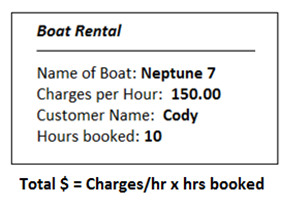 Boat Rental
Name of Boat: Neptune 7
Charges per Hour: 150.00
Customer Name: Cody
Hours booked: 10
Total $ = Charges/hr x hrs booked